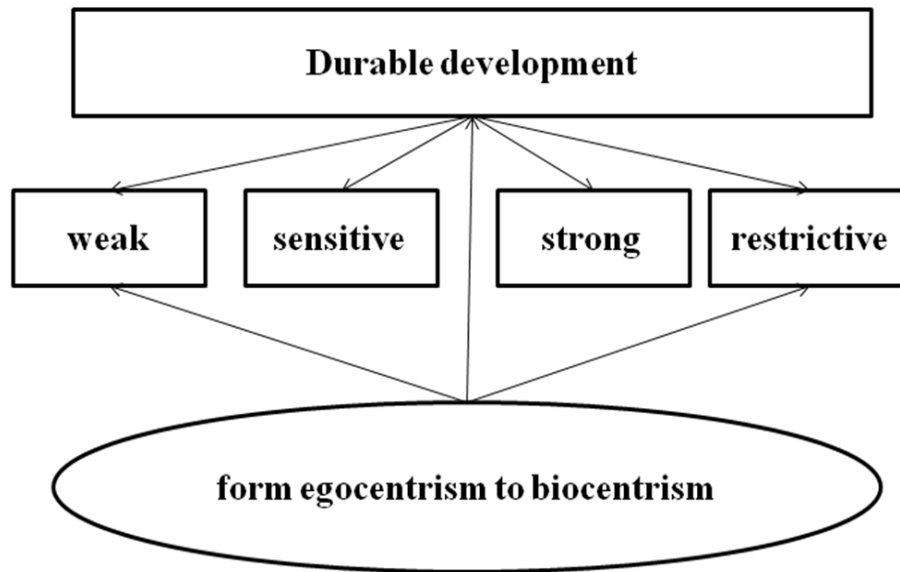 Durable development
weak
sensitive
strong
restrictive
form egocentrism to biocentrism